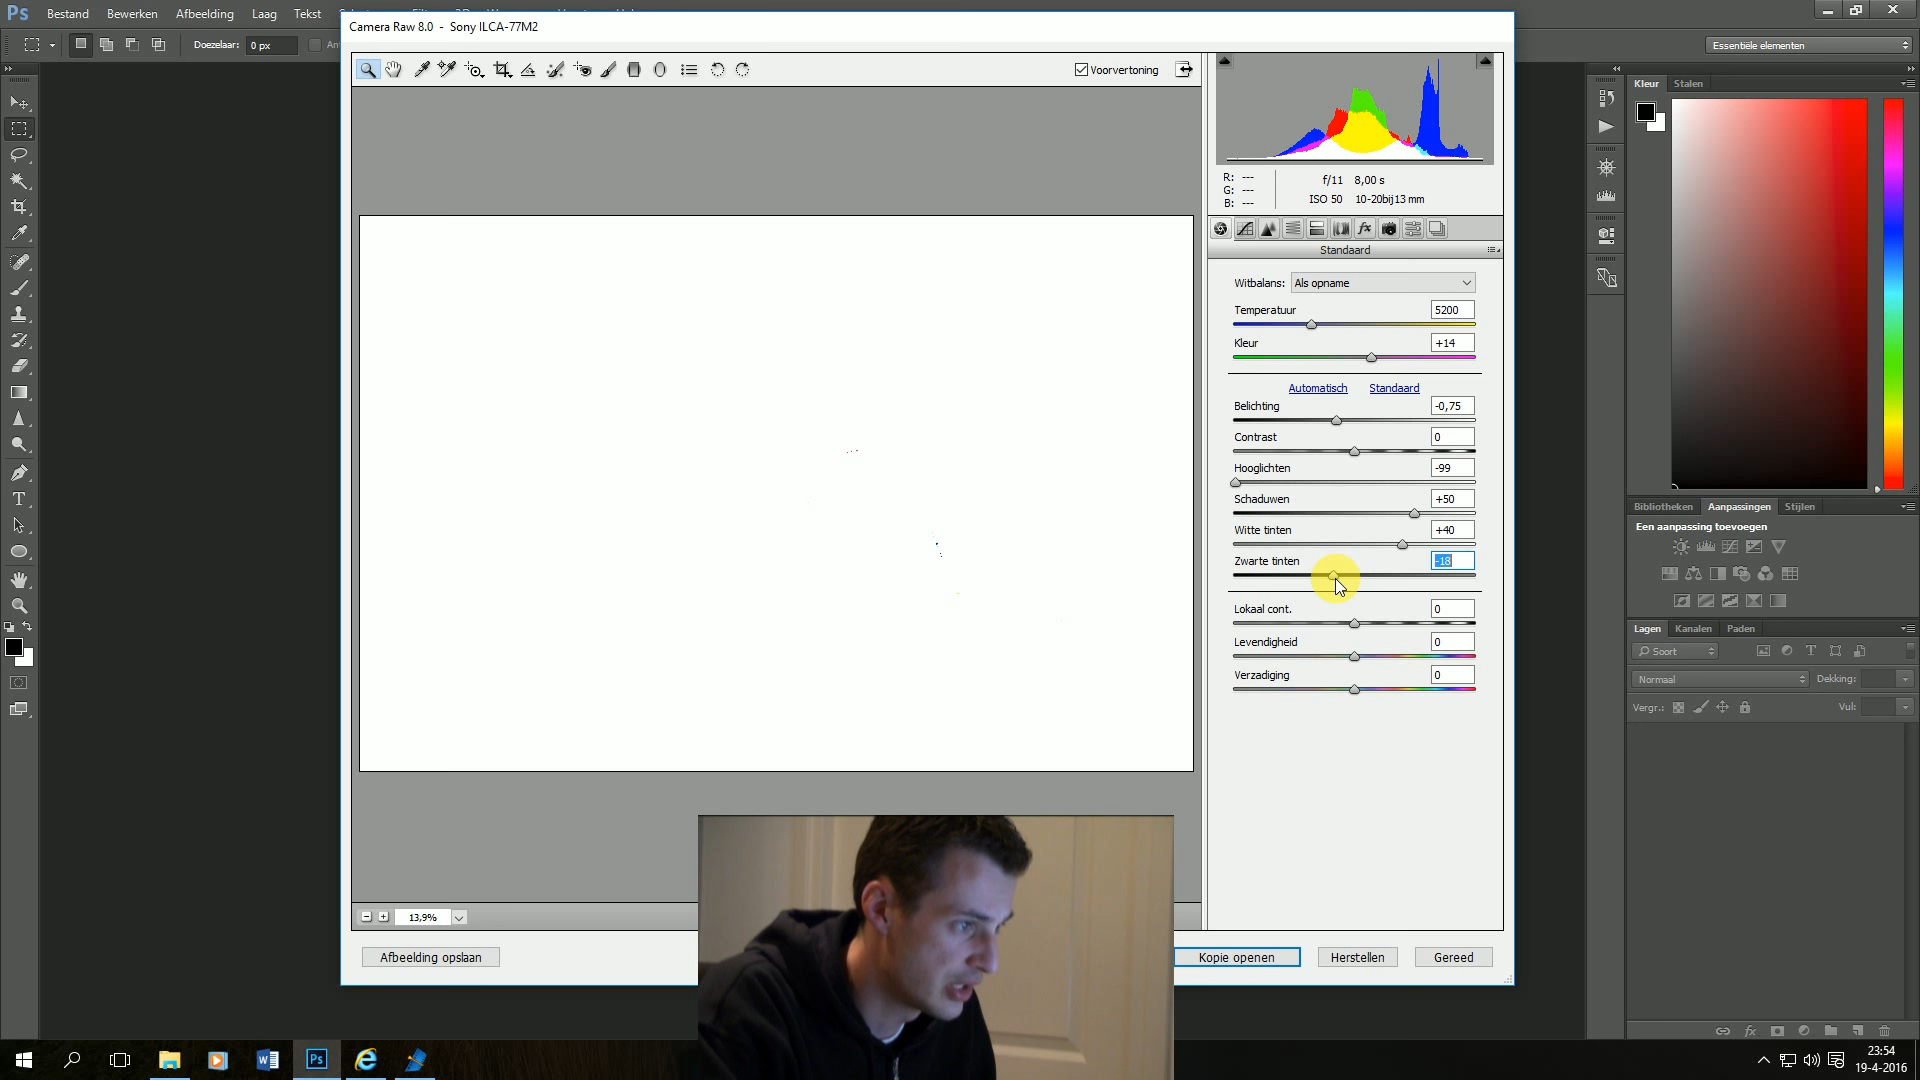 Ps Bestand Bewerken Afbeelding Laag Tekst
Camera Raw 8.0 - Sony ILCA-77M2
Doezelaar: 0 px
Essentiële elementen
Voorvertoning
Kleur Stalen
R: ---
G: ---
B: ---
f/11 8,00 s
ISO 50 10-20bij13 mm
Standaard
Witbalans: Als opname
Temperatuur 5200
Kleur +14
Automatisch Standaard
Belichting -0,75
Contrast 0
Hooglichten -99
Schaduwen +50
Witte tinten +40
Zwarte tinten -18
Lokaal cont. 0
Levendigheid 0
Verzadiging 0
Bibliotheken Aanpassingen Stijlen
Een aanpassing toevoegen
Lagen Kanalen Paden
Soort
Normaal Dekking:
Vergr.: Vul:
13,9%
Afbeelding opslaan
Kopie openen Herstellen Gereed
23:54
19-4-2016